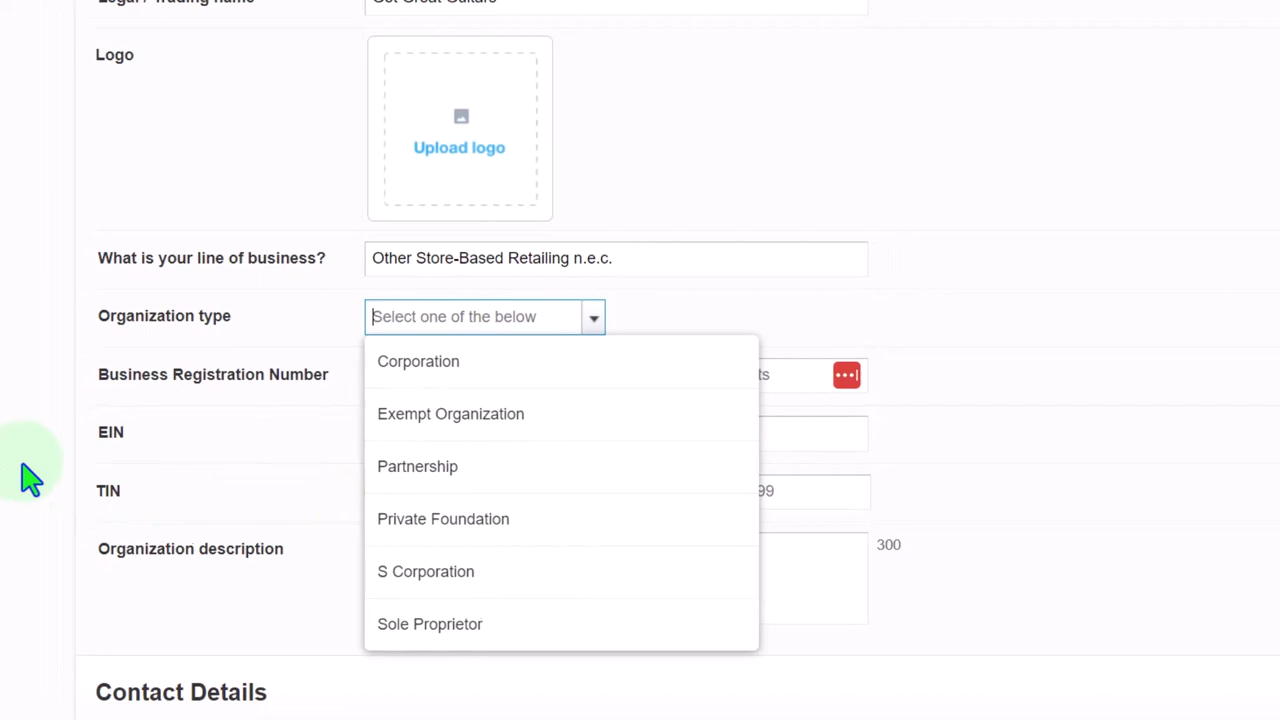 Logo
Upload logo
What is your line of business?
Other Store-Based Retailing n.e.c.
Organization type
Select one of the below
Corporation
Business Registration Number
ts
Exempt Organization
EIN
Partnership
TIN
99
Private Foundation
Organization description
300
S Corporation
Sole Proprietor
Contact Details